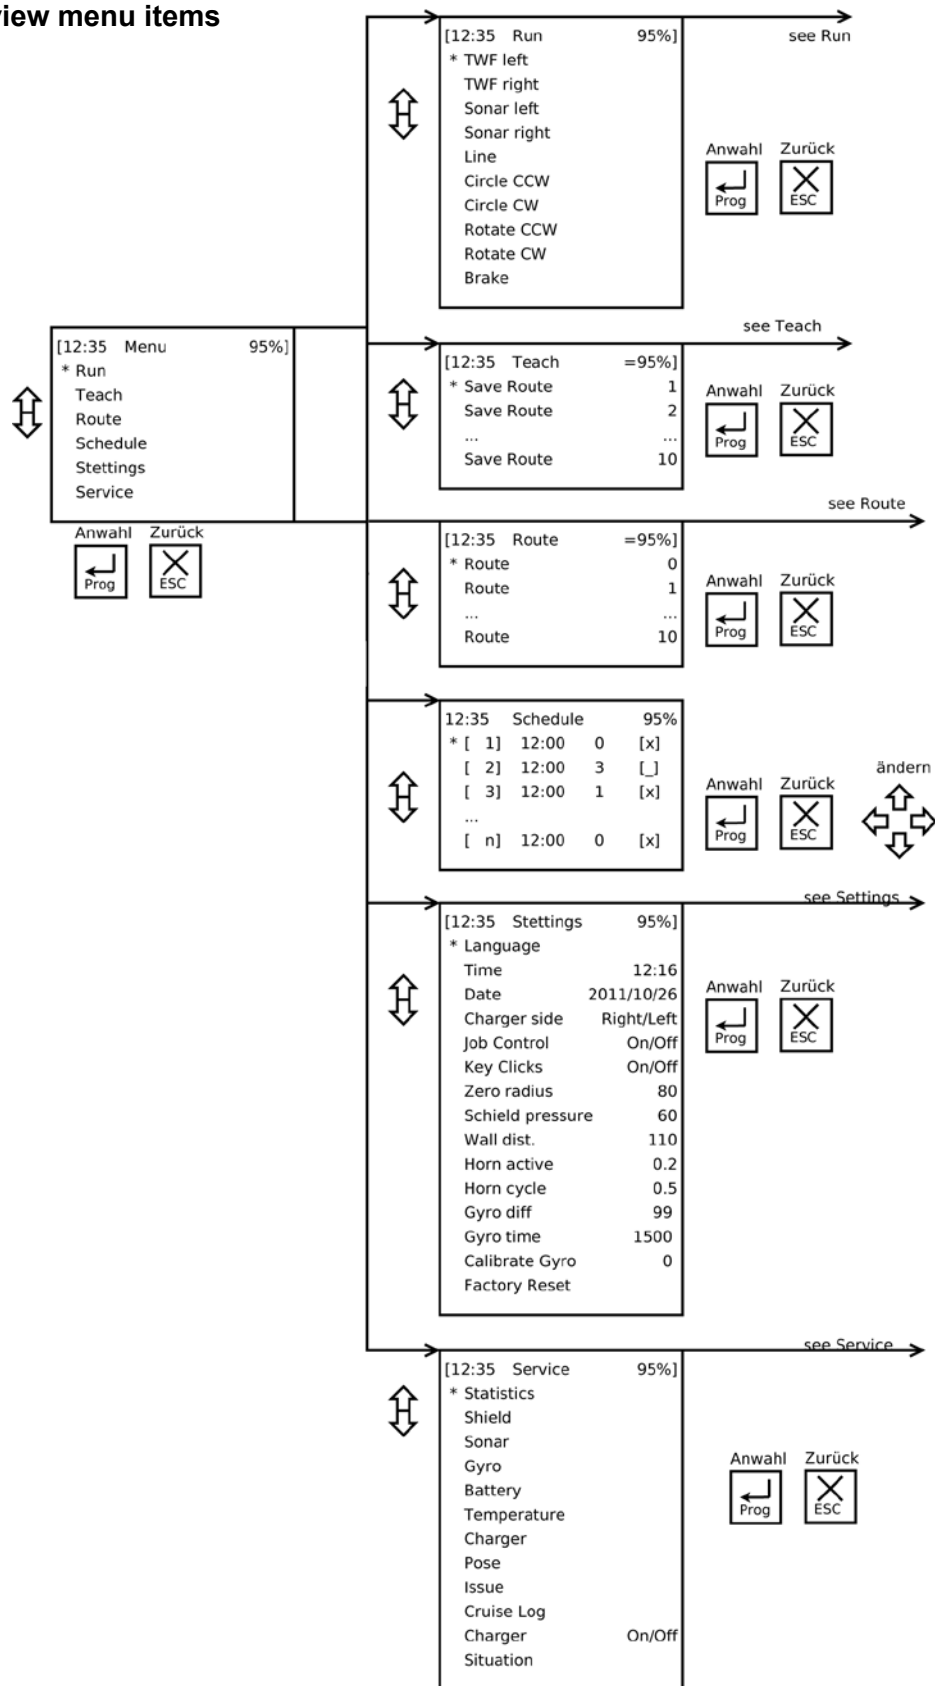 view menu items
[12:35 Run 95%]
see Run
* TWF left
TWF right
Sonar left
Sonar right
Line
Circle CCW
Circle CW
Rotate CCW
Rotate CW
Brake
Anwahl Zurück
Prog ESC
[12:35 Menu 95%]
* Run
Teach
Route
Schedule
Stettings
Service
Anwahl Zurück
Prog ESC
see Teach
[12:35 Teach =95%]
* Save Route 1
Save Route 2
... ...
Save Route 10
Anwahl Zurück
Prog ESC
see Route
[12:35 Route =95%]
* Route 0
Route 1
... ...
Route 10
Anwahl Zurück
Prog ESC
12:35 Schedule 95%
* [ 1] 12:00 0 [x]
[ 2] 12:00 3 [_]
[ 3] 12:00 1 [x]
...
[ n] 12:00 0 [x]
Anwahl Zurück
Prog ESC
ändern
see Settings
[12:35 Stettings 95%]
* Language
Time 12:16
Date 2011/10/26
Charger side Right/Left
Job Control On/Off
Key Clicks On/Off
Zero radius 80
Schield pressure 60
Wall dist. 110
Horn active 0.2
Horn cycle 0.5
Gyro diff 99
Gyro time 1500
Calibrate Gyro 0
Factory Reset
Anwahl Zurück
Prog ESC
see Service
[12:35 Service 95%]
* Statistics
Shield
Sonar
Gyro
Battery
Temperature
Charger
Pose
Issue
Cruise Log
Charger On/Off
Situation
Anwahl Zurück
Prog ESC